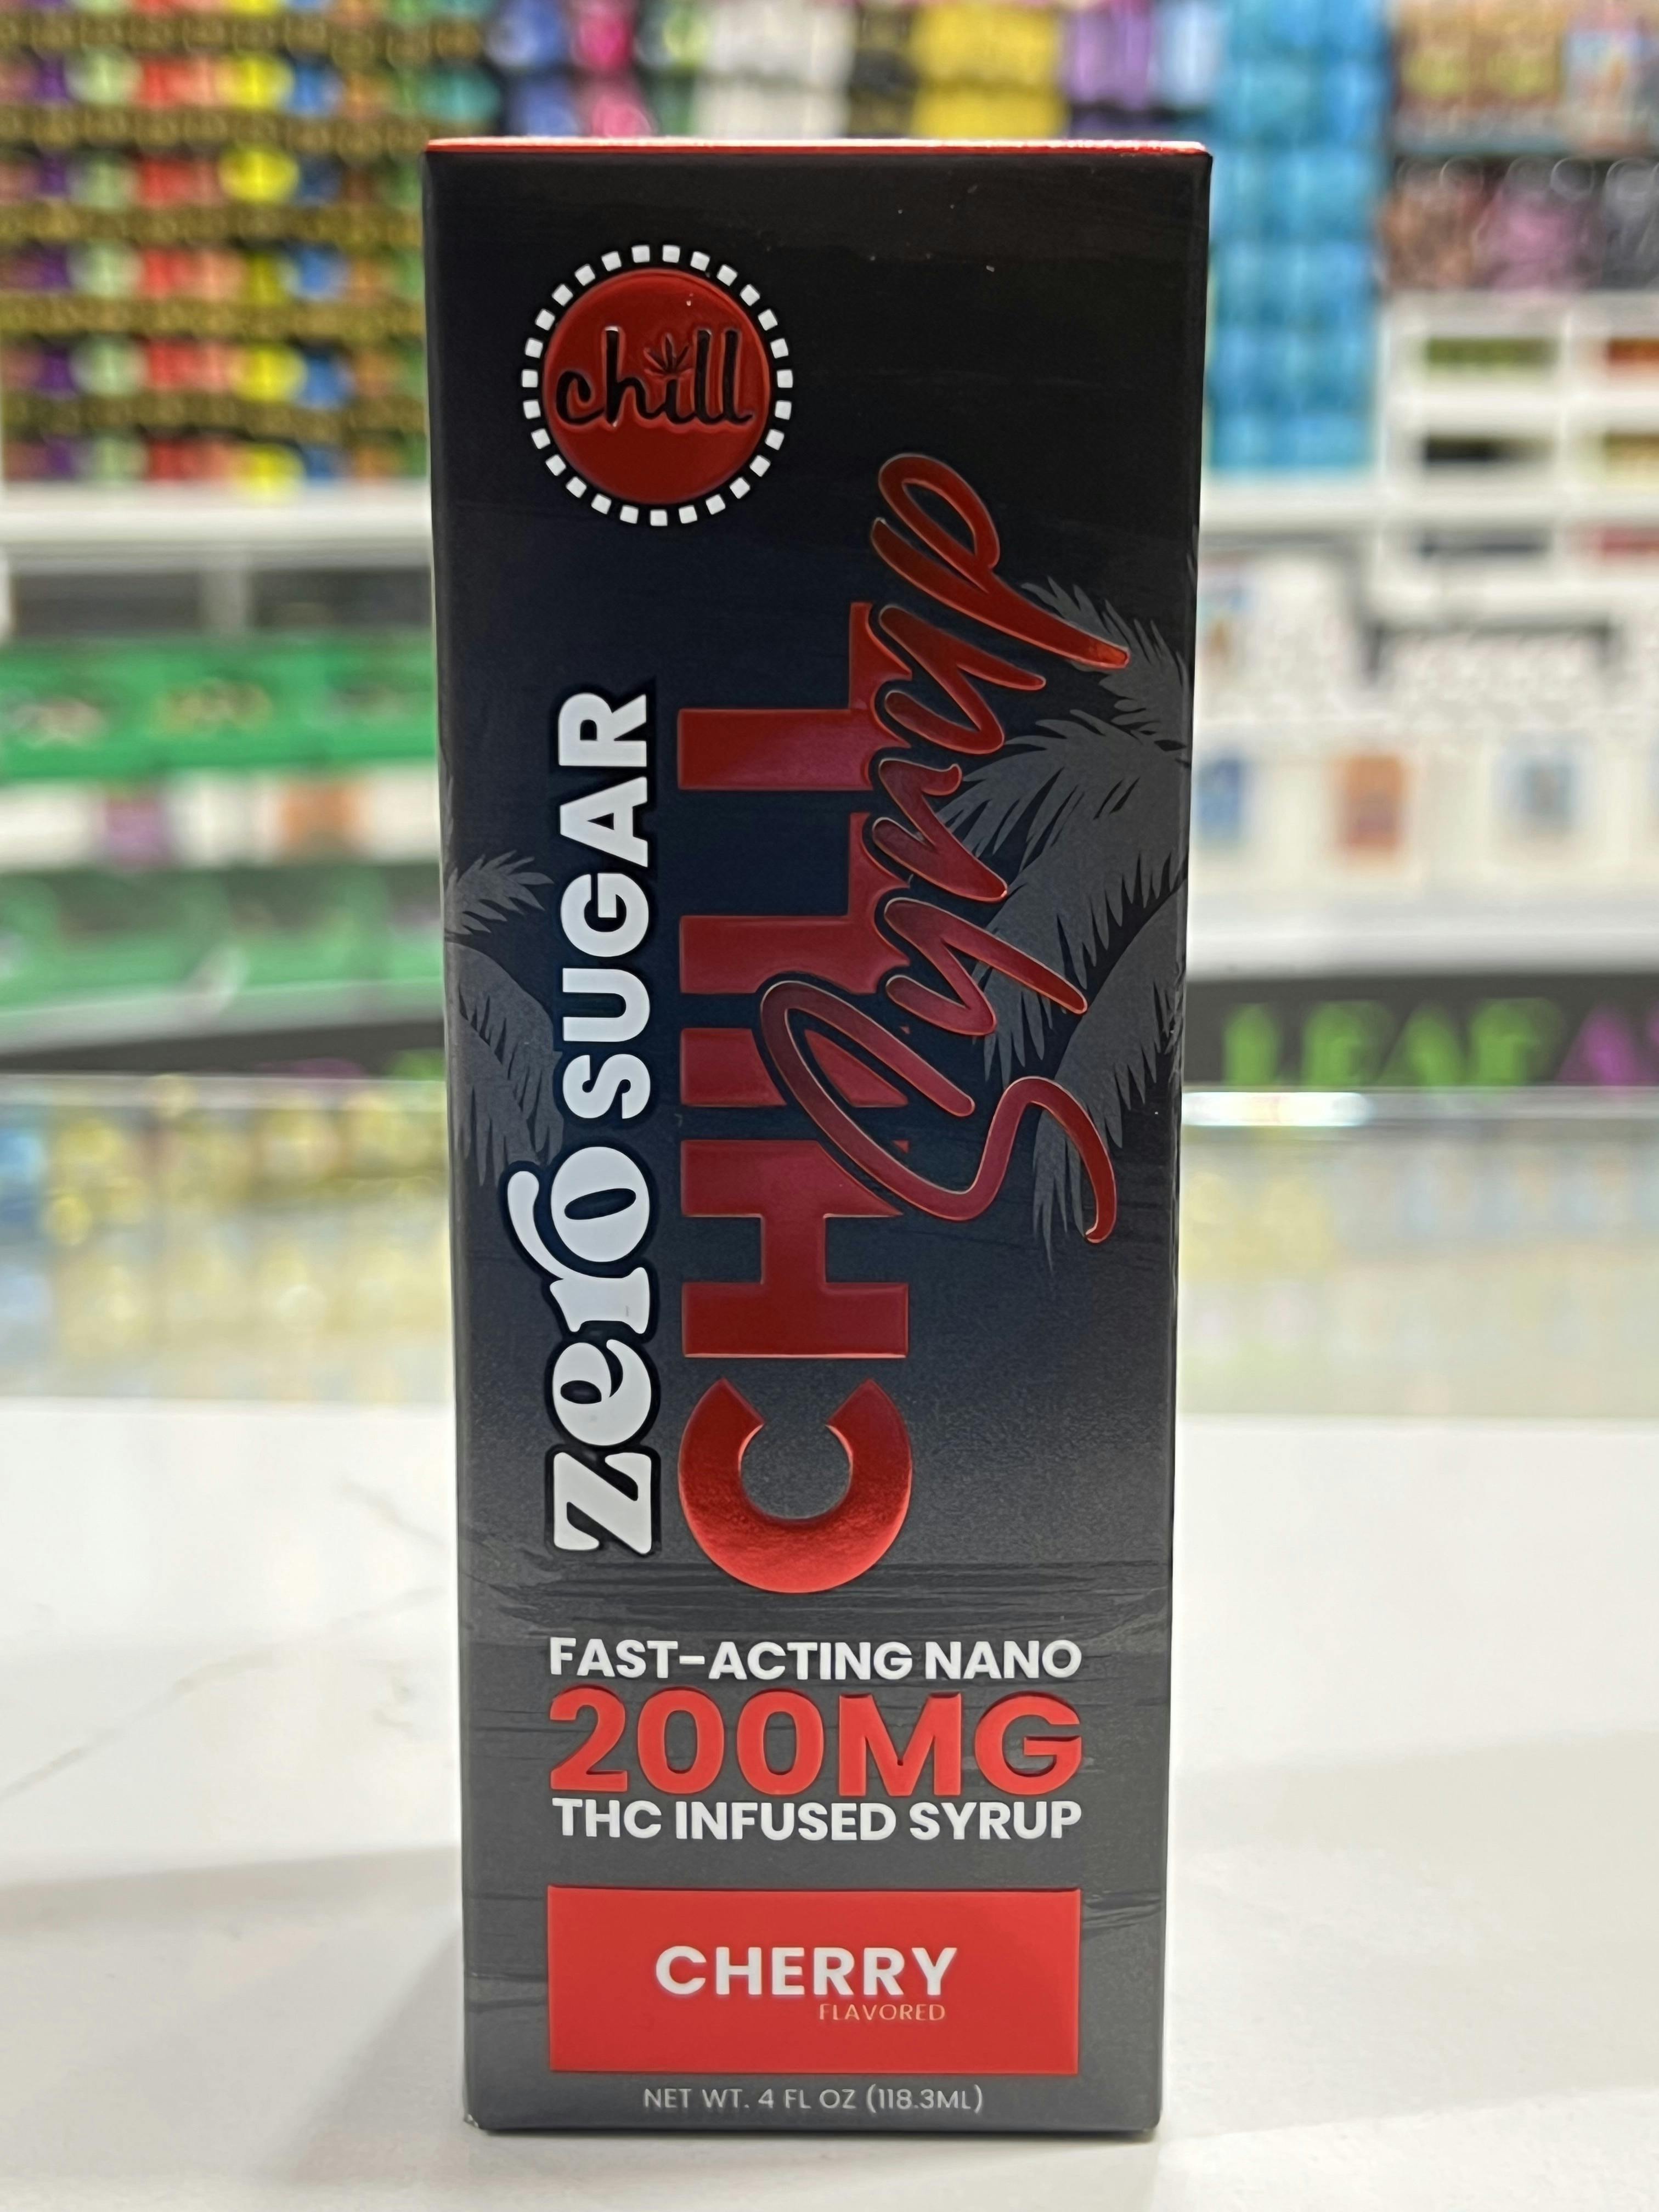 chill
zero SUGAR
CHILL
Syrup
FAST-ACTING NANO
200MG
THC INFUSED SYRUP
CHERRY
FLAVORED
NET WT. 4 FL OZ (118.3ML)
LEAF